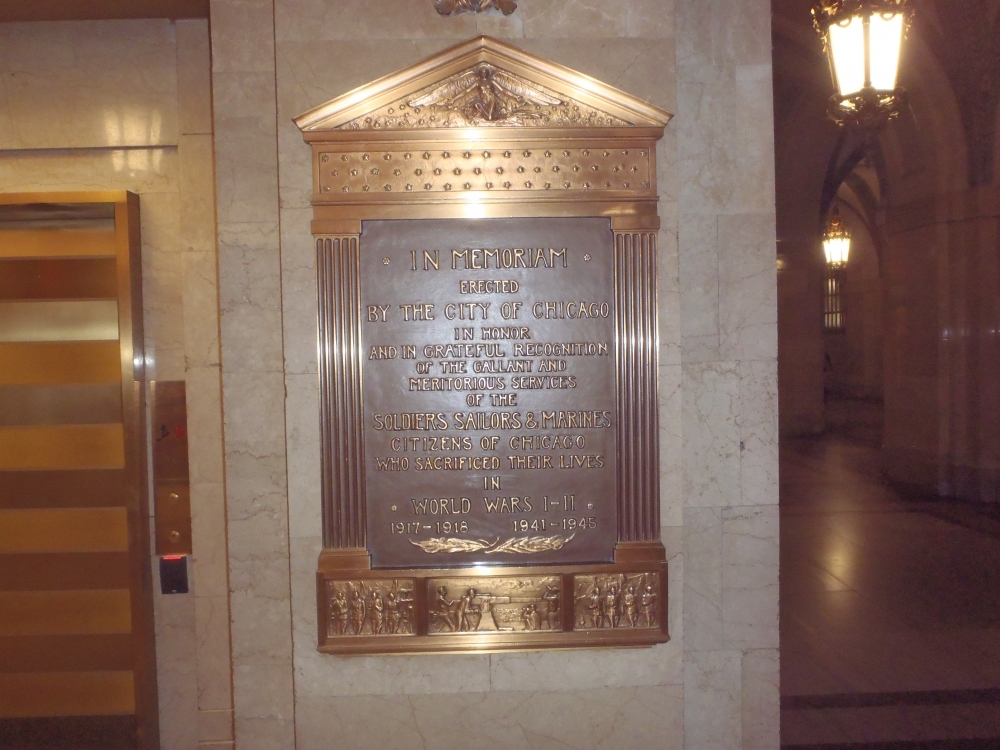 IN MEMORIAM
ERECTED
BY THE CITY OF CHICAGO
IN HONOR
AND IN GRATEFUL RECOGNITION
OF THE GALLANT AND
MERITORIOUS SERVICES
OF THE
SOLDIERS SAILORS & MARINES
CITIZENS OF CHICAGO
WHO SACRIFICED THEIR LIVES
IN
WORLD WARS I-II
1917-1918 1941-1945